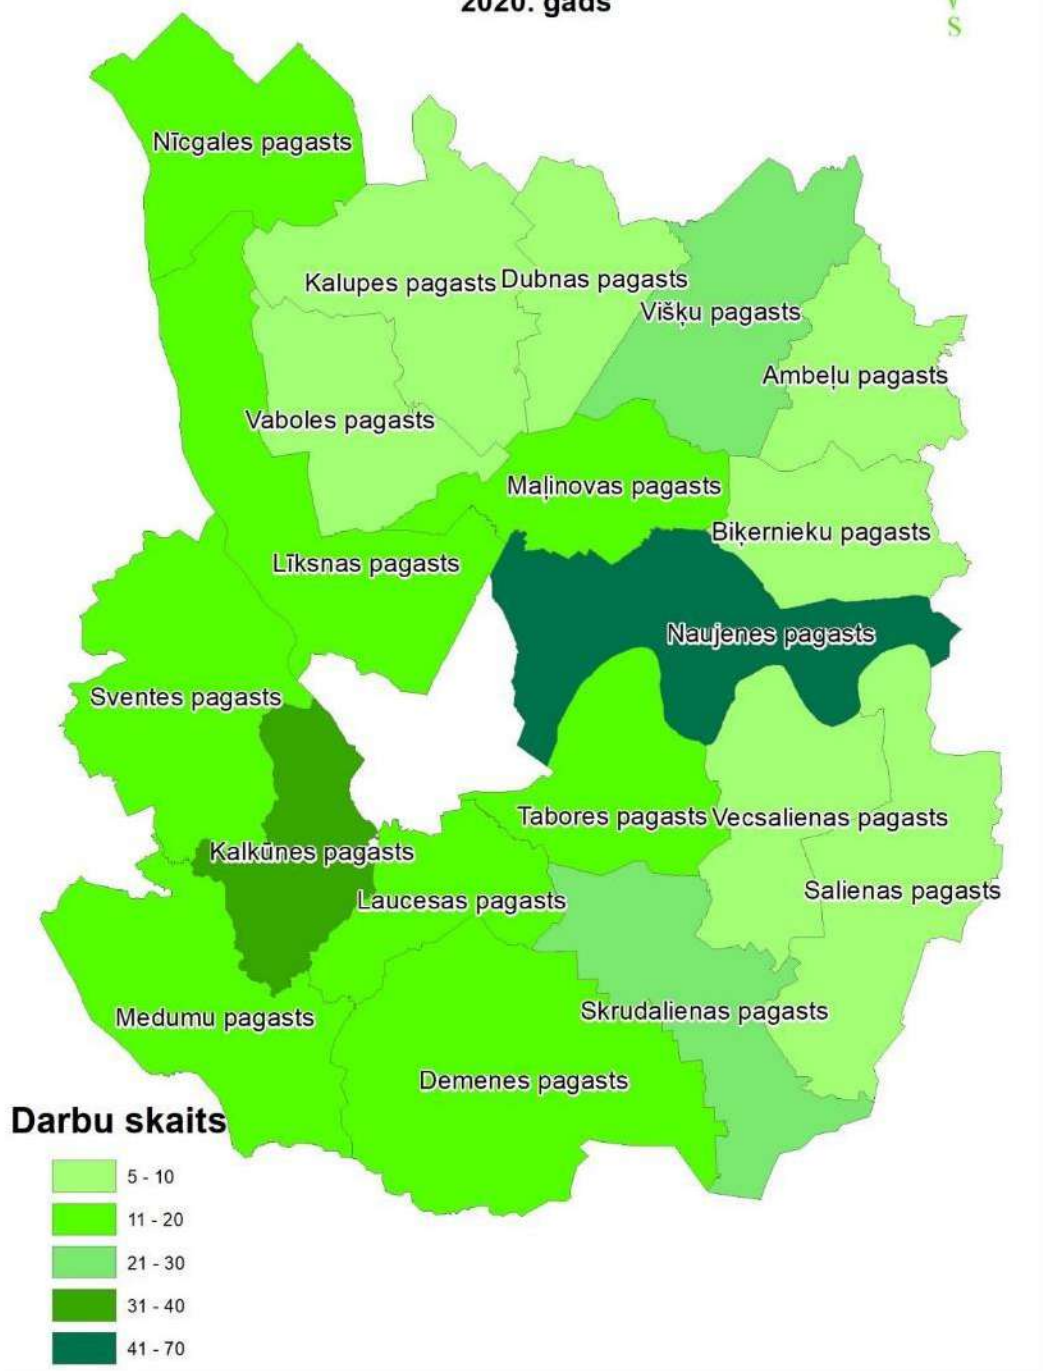 2020. gads
S
Nīcgales pagasts
Kalupes pagasts
Dubnas pagasts
Višķu pagasts
Ambeļu pagasts
Vaboles pagasts
Maļinovas pagasts
Biķernieku pagasts
Līksnas pagasts
Naujenes pagasts
Sventes pagasts
Tabores pagasts
Vecsalienas pagasts
Kalkūnes pagasts
Laucesas pagasts
Salienas pagasts
Medumu pagasts
Skrudalienas pagasts
Demenes pagasts
Darbu skaits
5 - 10
11 - 20
21 - 30
31 - 40
41 - 70